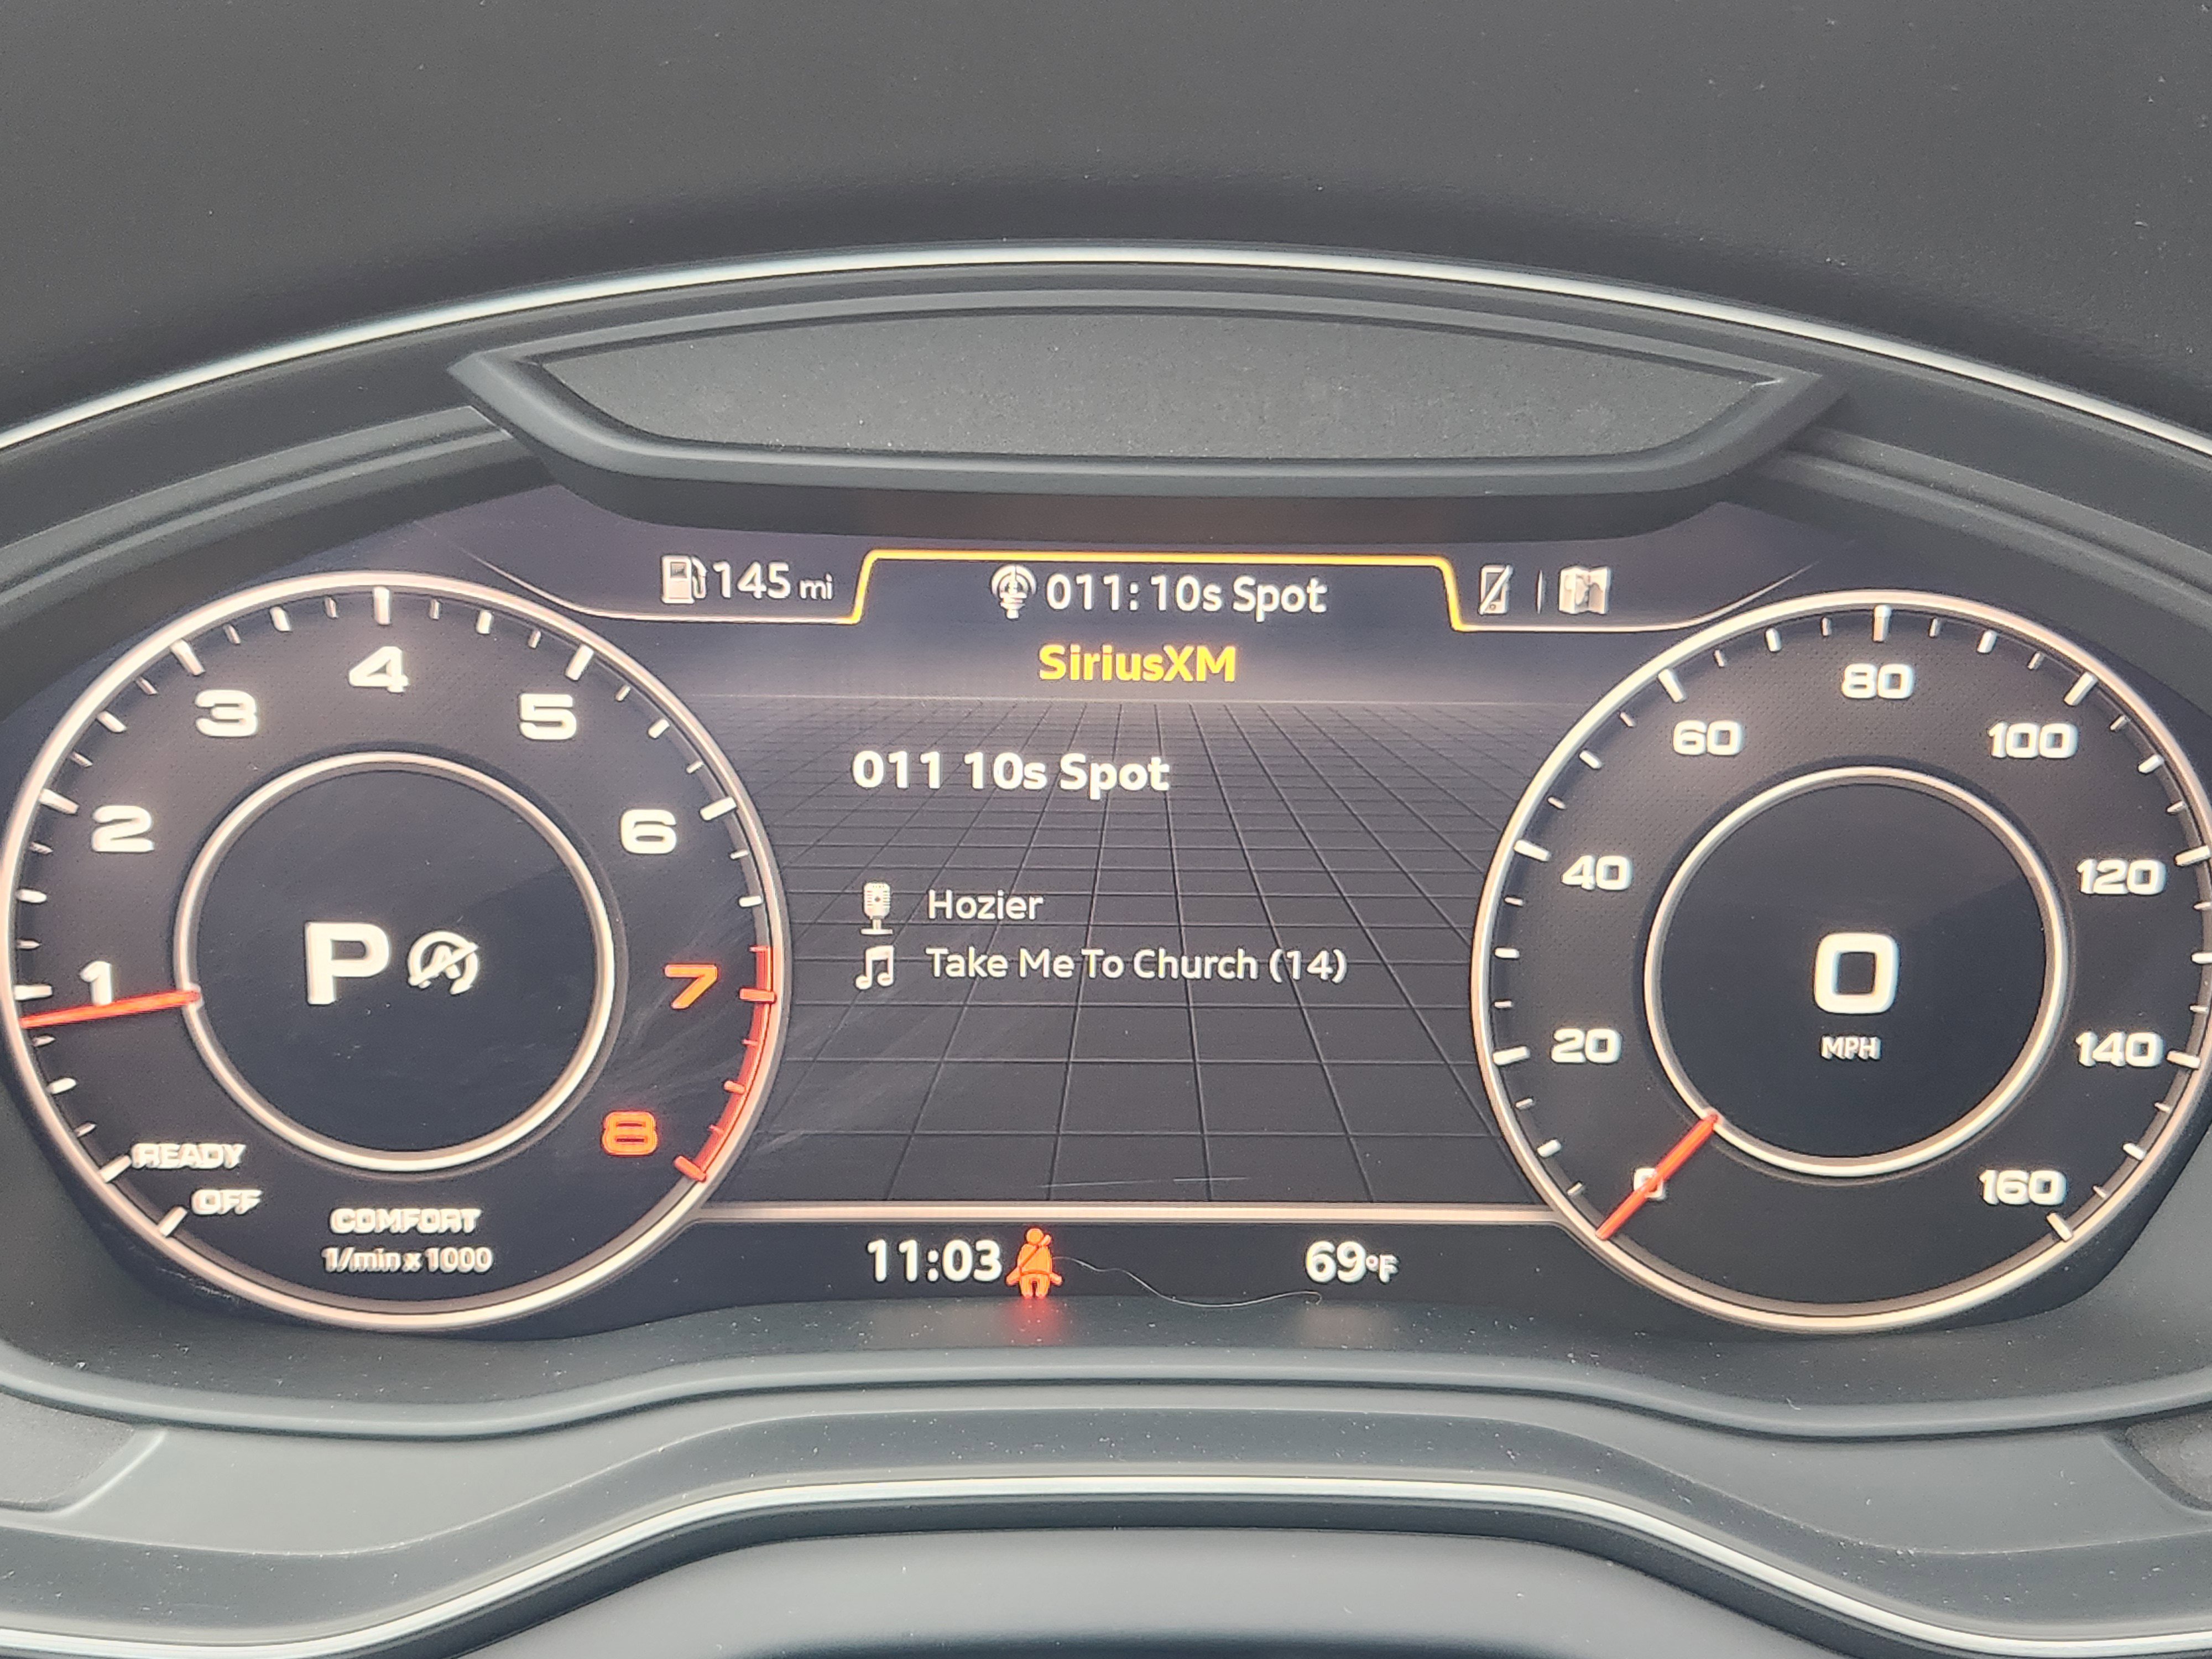 145 mi
011: 10s Spot
SiriusXM
011 10s Spot
Hozier
Take Me To Church (14)
1
2
3
4
5
6
7
8
READY
OFF
P
A
COMFORT
1/min x 1000
11:03
69°F
0
20
40
60
80
100
120
140
160
0
MPH